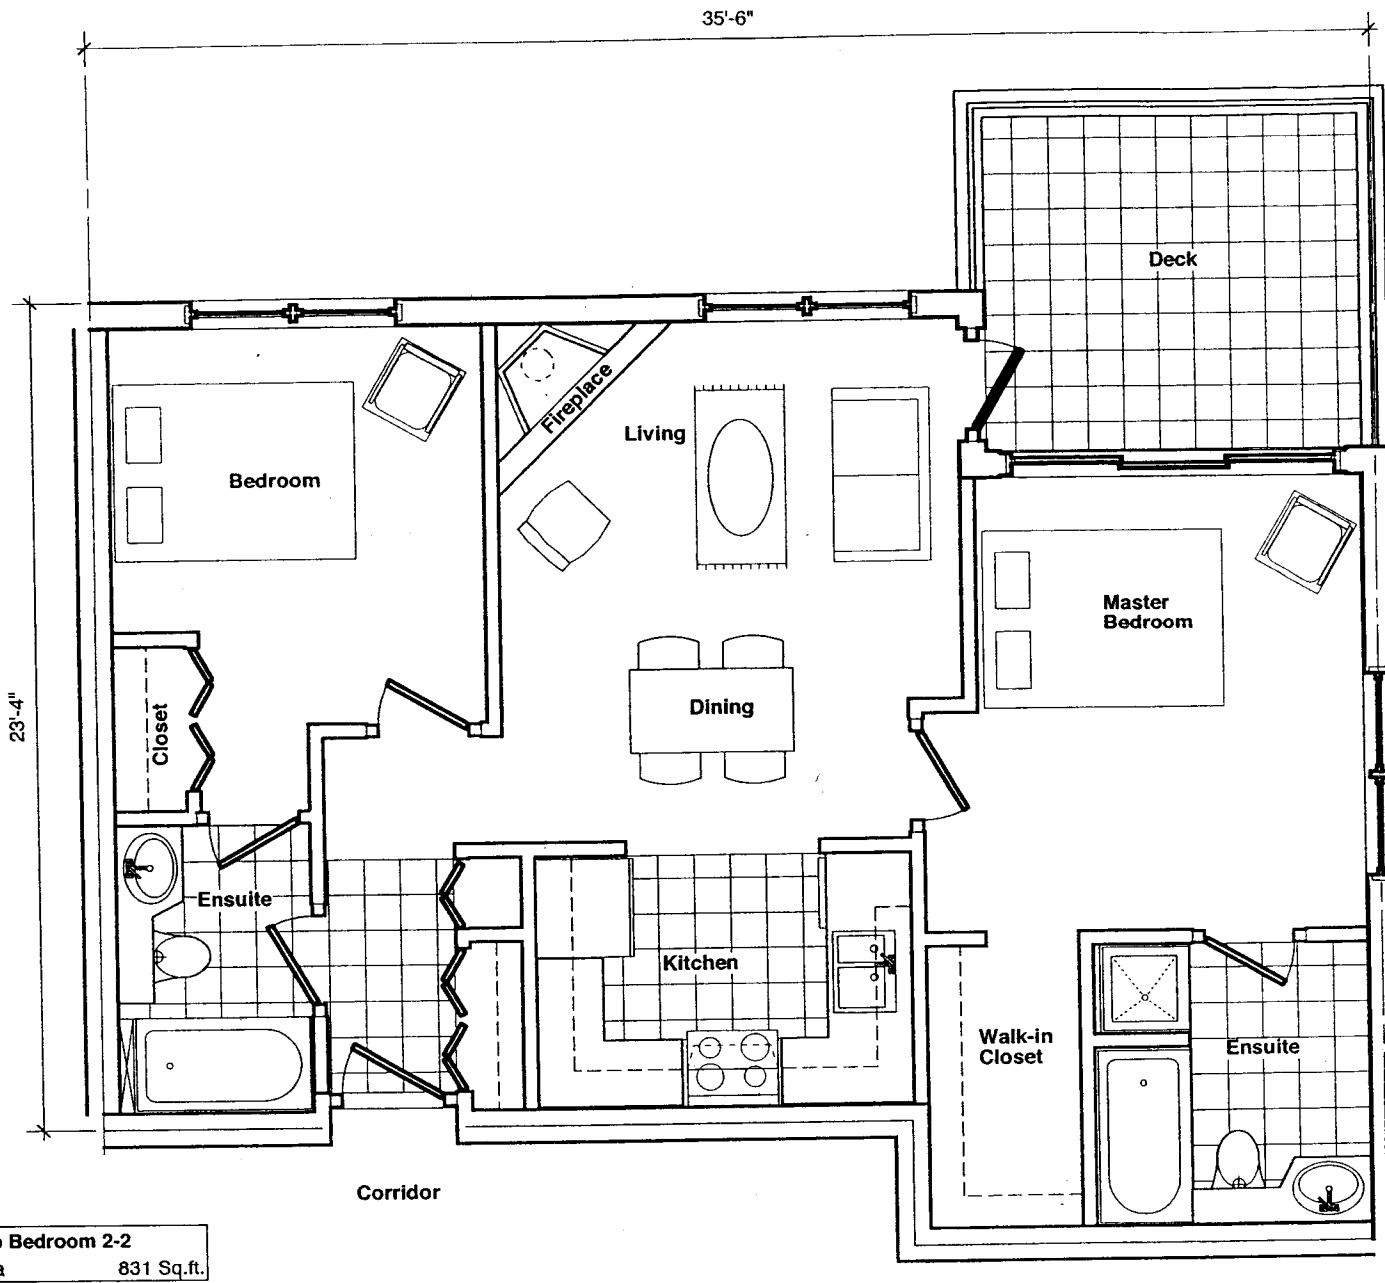 35'-6"
Deck
Fireplace
Living
Bedroom
Master
Bedroom
23'-4"
Closet
Dining
Ensuite
Kitchen
Walk-in
Closet
Ensuite
Corridor
Bedroom 2-2
831 Sq.ft.